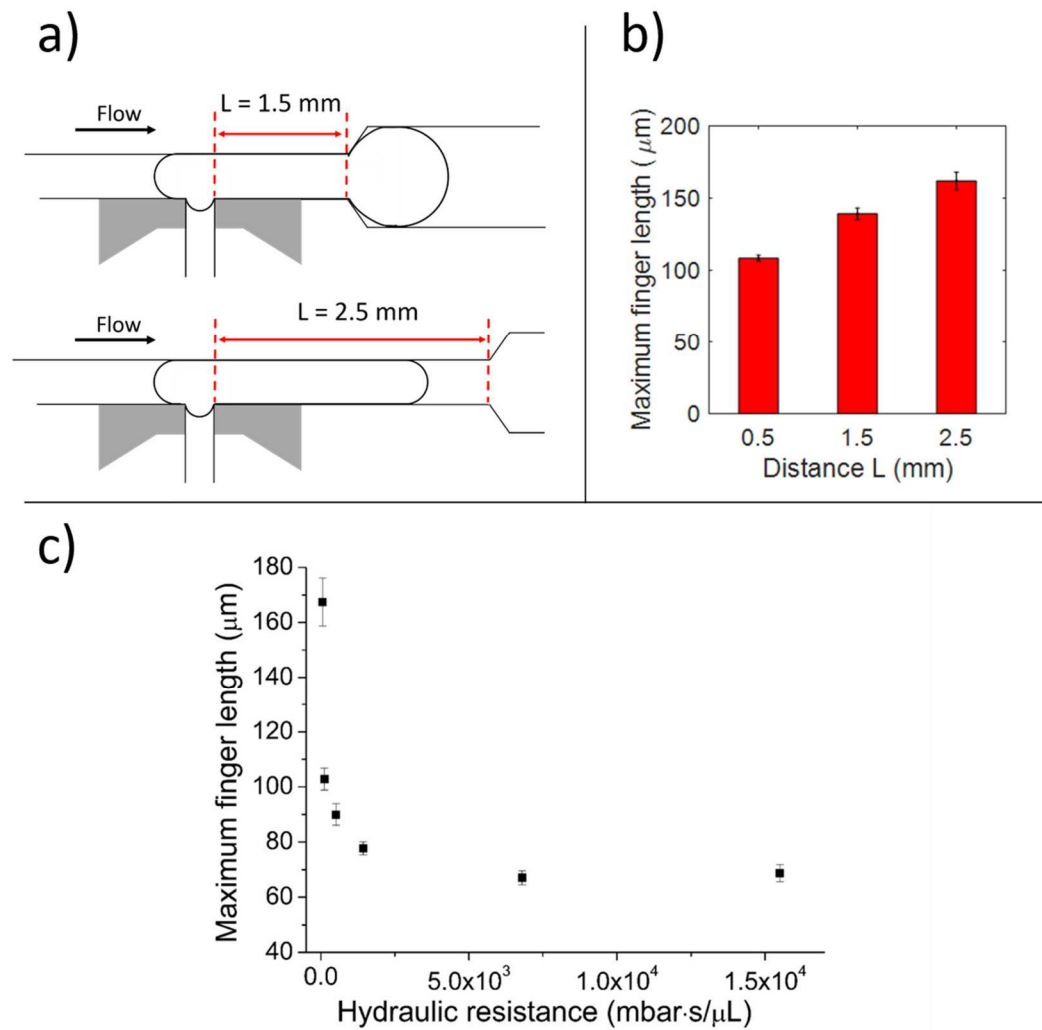 a)
Flow
L = 1.5 mm
Flow
L = 2.5 mm
b)
Maximum finger length ( μm)
200
150
100
50
0
0.5 1.5 2.5
Distance L (mm)
c)
Maximum finger length (μm)
180
160
140
120
100
80
60
40
0.0 5.0x10³ 1.0x10⁴ 1.5x10⁴
Hydraulic resistance (mbar·s/μL)